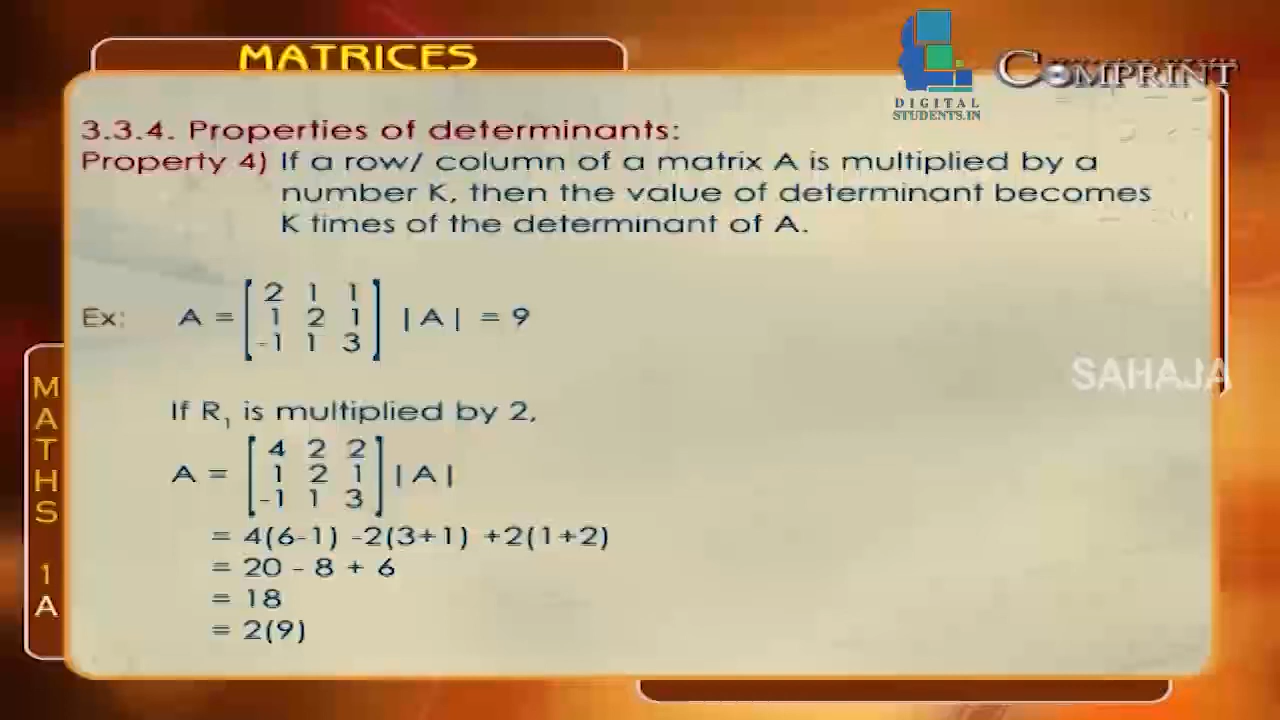 MATRICES
DIGITAL
STUDENTS.IN
COMPRINT
3.3.4. Properties of determinants:
Property 4) If a row/ column of a matrix A is multiplied by a
number K, then the value of determinant becomes
K times of the determinant of A.
2 1 1
Ex: A = [ 1 2 1 ] | A | = 9
-1 1 3
SAHAJA
If R₁ is multiplied by 2,
4 2 2
A = [ 1 2 1 ] | A |
-1 1 3
= 4(6-1) -2(3+1) +2(1+2)
= 20 - 8 + 6
= 18
= 2(9)
MATHS 1A